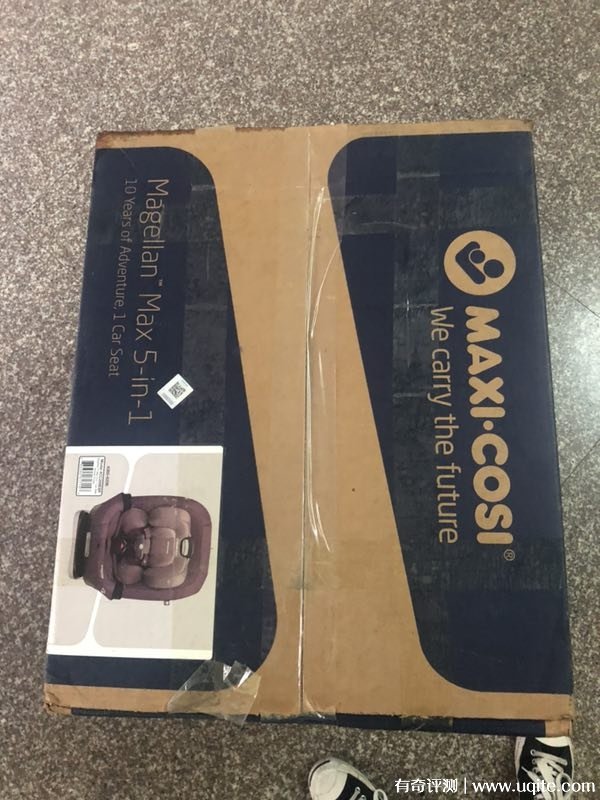 MAXI·COSI®
We carry the future
Magellan™ Max 5-in-1
10 Years of Adventure, 1 Car Seat
有奇评测 | www.uqite.com